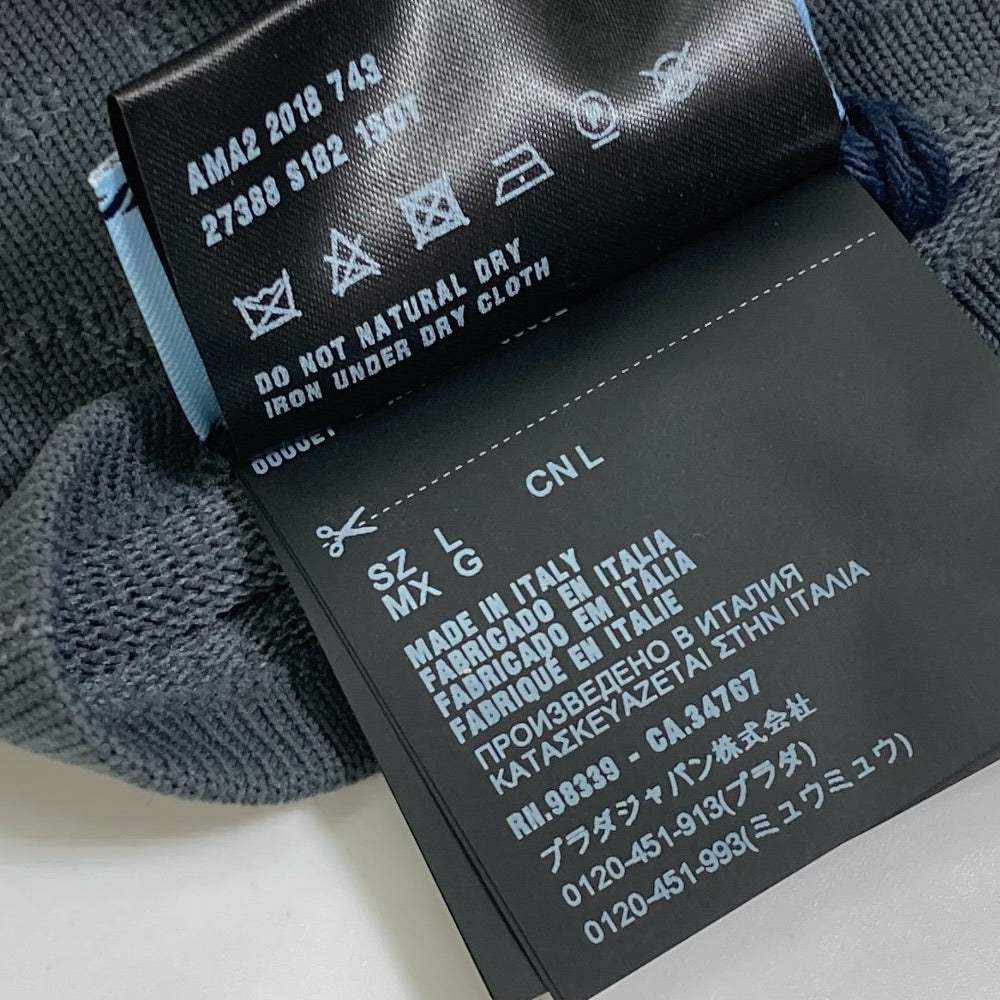 AMA2 2018 743
27388 S182 1S0T
DO NOT NATURAL DRY
IRON UNDER DRY CLOTH
CN L
SZ L
MX G
MADE IN ITALY
FABRICADO EN ITALIA
FABRICADO EM ITÁLIA
FABRIQUÉ EN ITALIE
ПРОИЗВЕДЕНО В ИТАЛИЯ
ΚΑΤΑΣΚΕΥΑΖΕΤΑΙ ΣΤΗΝ ΙΤΑΛΙΑ
RN.98339 - CA.34767
プラダジャパン株式会社
0120-451-913(プラダ)
0120-451-993(ミュウミュウ)